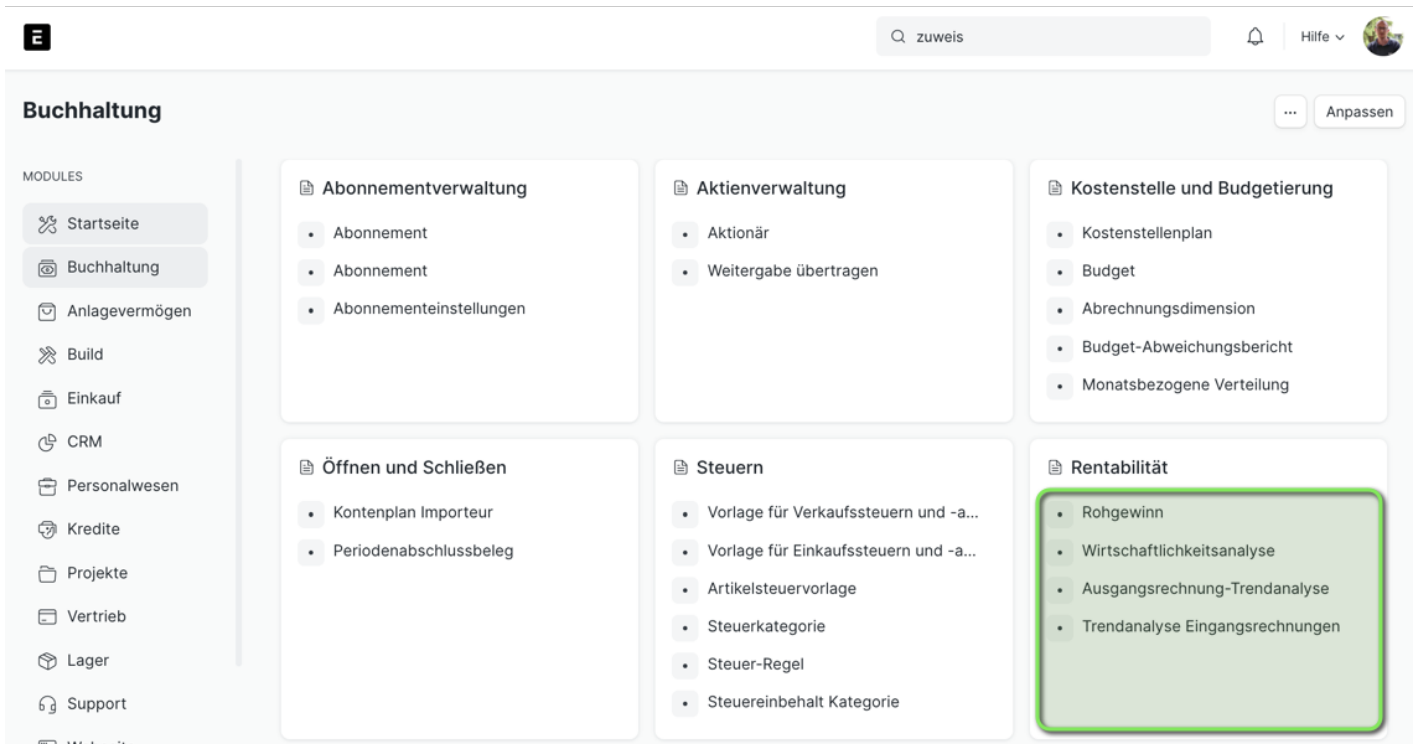 E
zuweis
Hilfe
Buchhaltung
...
Anpassen
MODULES
Startseite
Buchhaltung
Anlagevermögen
Build
Einkauf
CRM
Personalwesen
Kredite
Projekte
Vertrieb
Lager
Support
Abonnementverwaltung
Abonnement
Abonnement
Abonnementeinstellungen
Aktienverwaltung
Aktionär
Weitergabe übertragen
Kostenstelle und Budgetierung
Kostenstellenplan
Budget
Abrechnungsdimension
Budget-Abweichungsbericht
Monatsbezogene Verteilung
Öffnen und Schließen
Kontenplan Importeur
Periodenabschlussbeleg
Steuern
Vorlage für Verkaufssteuern und -a...
Vorlage für Einkaufssteuern und -a...
Artikelsteuervorlage
Steuerkategorie
Steuer-Regel
Steuereinbehalt Kategorie
Rentabilität
Rohgewinn
Wirtschaftlichkeitsanalyse
Ausgangsrechnung-Trendanalyse
Trendanalyse Eingangsrechnungen